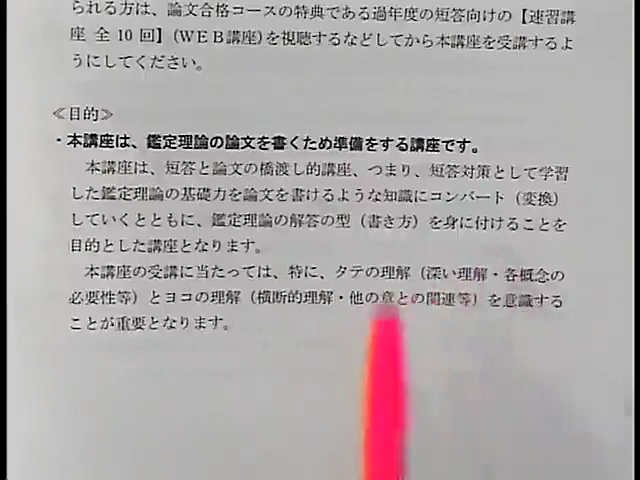 られる方は、論文合格コースの特典である過年度の短答向けの【速習講
座 全 10 回】(WEB講座)を視聴するなどしてから本講座を受講するよ
うにしてください。
≪目的≫
・本講座は、鑑定理論の論文を書くため準備をする講座です。
本講座は、短答と論文の橋渡し的講座、つまり、短答対策として学習
した鑑定理論の基礎力を論文を書けるような知識にコンバート（変換）
していくとともに、鑑定理論の解答の型（書き方）を身に付けることを
目的とした講座となります。
本講座の受講に当たっては、特に、タテの理解（深い理解・各概念の
必要性等）とヨコの理解（横断的理解・他の章との関連等）を意識する
ことが重要となります。